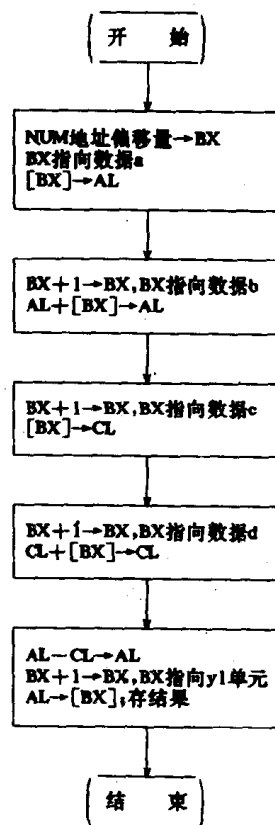 开 始
NUM地址偏移量→BX
BX指向数据a
[BX]→AL
BX+1→BX,BX指向数据b
AL+[BX]→AL
BX+1→BX,BX指向数据c
[BX]→CL
BX+1→BX,BX指向数据d
CL+[BX]→CL
AL-CL→AL
BX+1→BX,BX指向y1单元
AL→[BX];存结果
结 束